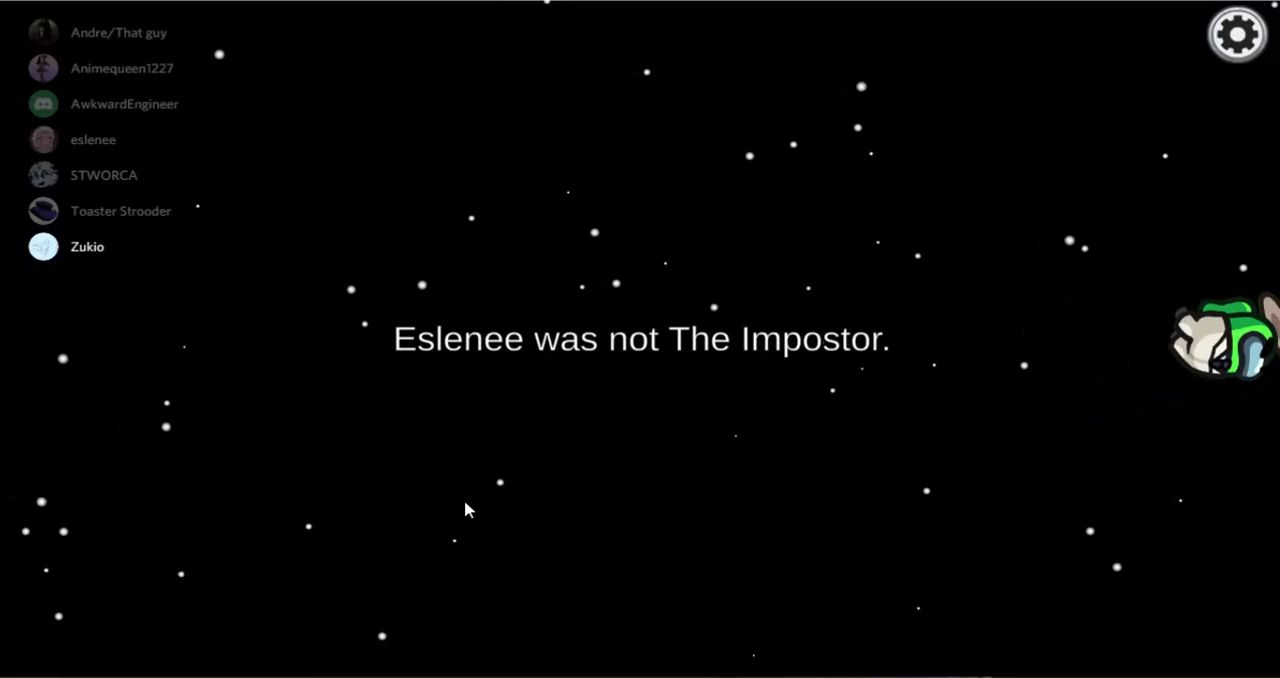 Andre/That guy
Animequeen1227
AwkwardEngineer
eslenee
STWORCA
Toaster Strooder
Zukio
Eslenee was not The Impostor.